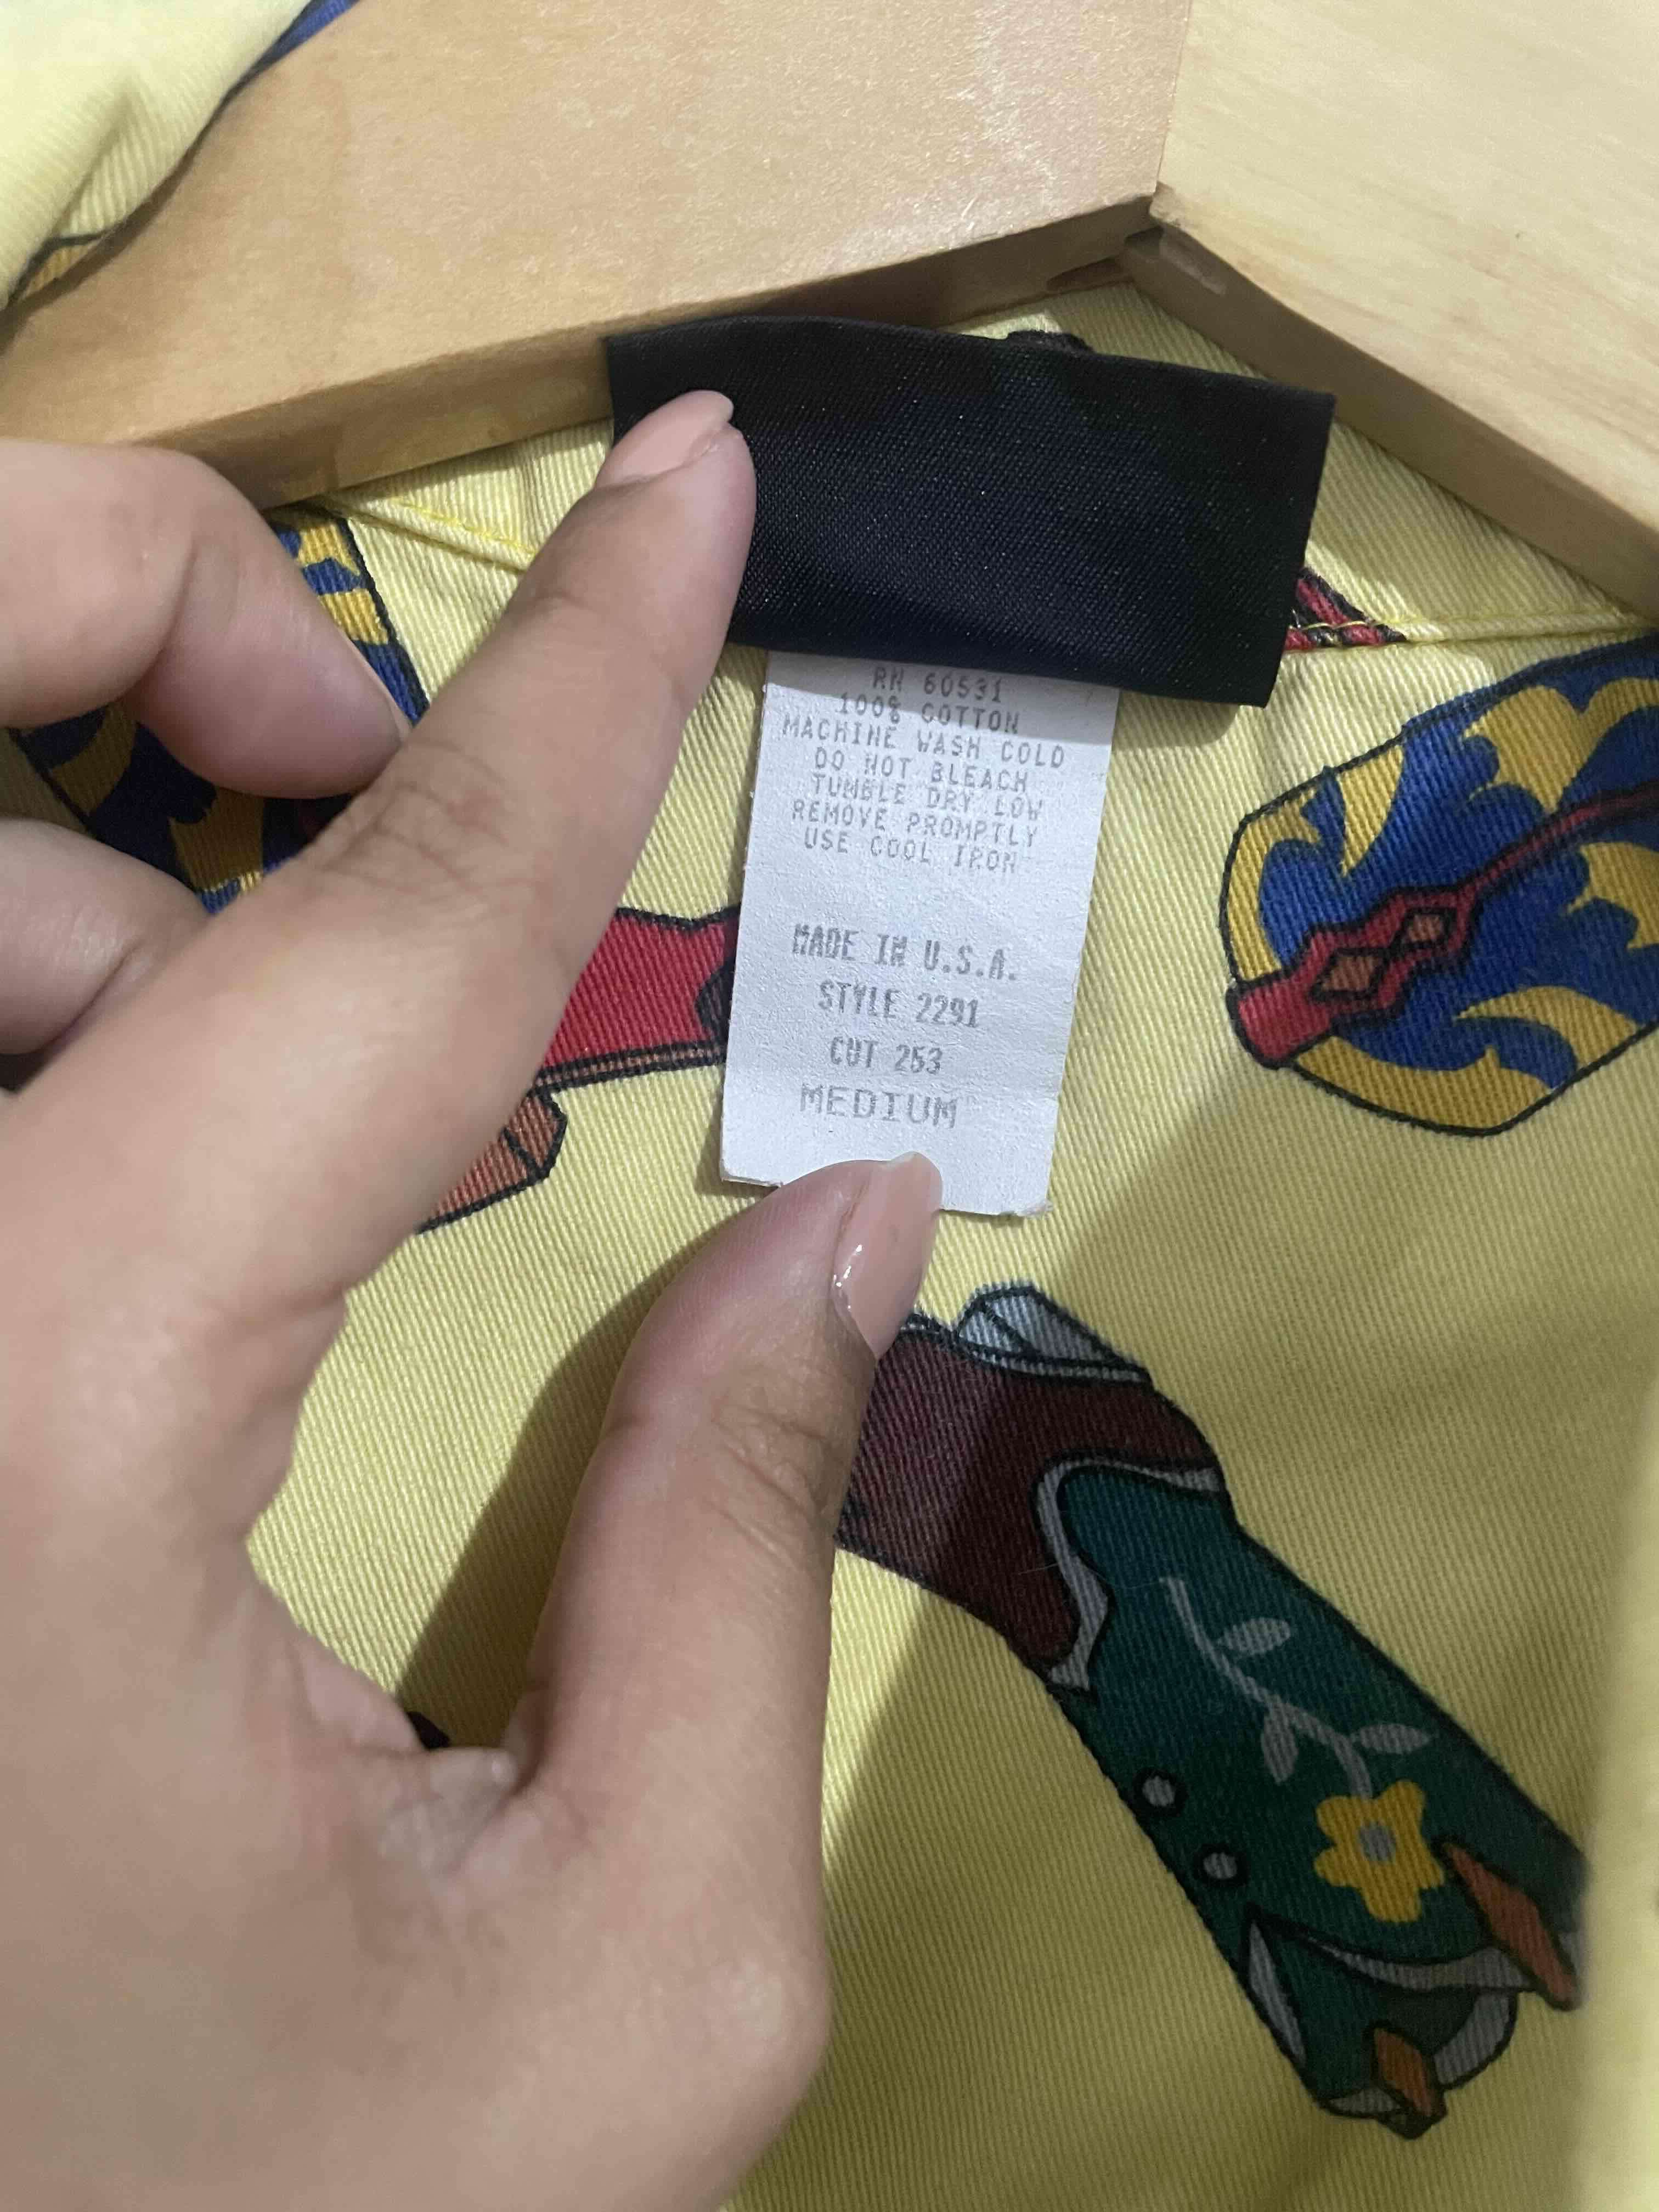 RN 60531
100% COTTON
MACHINE WASH COLD
DO NOT BLEACH
TUMBLE DRY LOW
REMOVE PROMPTLY
USE COOL IRON
MADE IN U.S.A.
STYLE 2291
CUT 253
MEDIUM